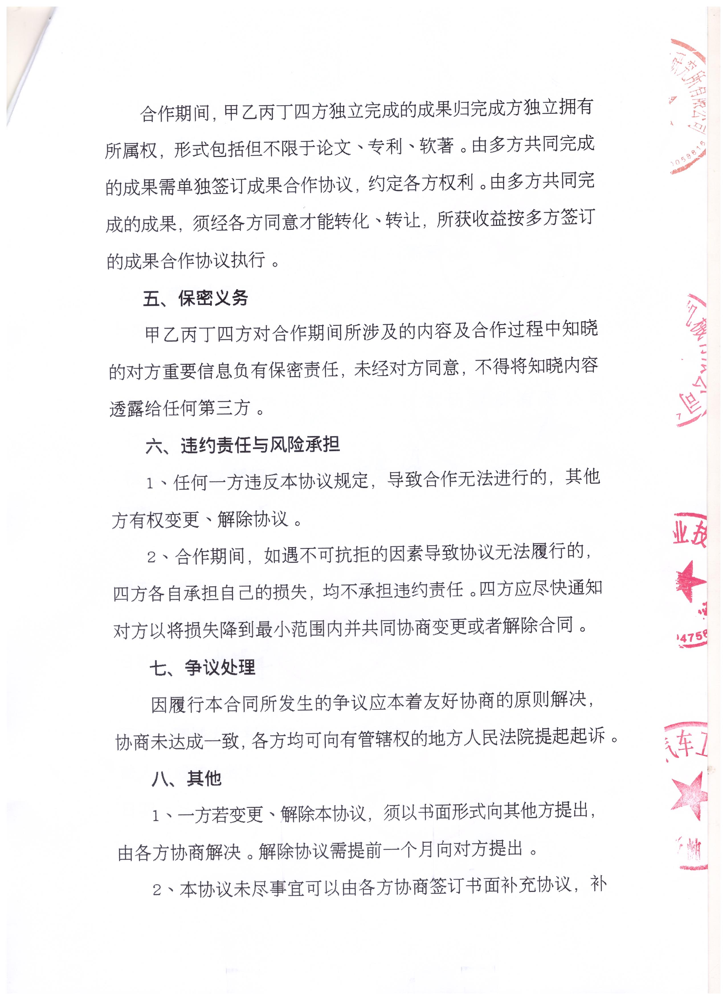 合作期间，甲乙丙丁四方独立完成的成果归完成方独立拥有
所属权，形式包括但不限于论文、专利、软著。由多方共同完成
的成果需单独签订成果合作协议，约定各方权利。由多方共同完
成的成果，须经各方同意才能转化、转让，所获收益按多方签订
的成果合作协议执行。
五、保密义务
甲乙丙丁四方对合作期间所涉及的内容及合作过程中知晓
的对方重要信息负有保密责任，未经对方同意，不得将知晓内容
透露给任何第三方。
六、违约责任与风险承担
1、任何一方违反本协议规定，导致合作无法进行的，其他
方有权变更、解除协议。
2、合作期间，如遇不可抗拒的因素导致协议无法履行的，
四方各自承担自己的损失，均不承担违约责任。四方应尽快通知
对方以将损失降到最小范围内并共同协商变更或者解除合同。
七、争议处理
因履行本合同所发生的争议应本着友好协商的原则解决，
协商未达成一致，各方均可向有管辖权的地方人民法院提起起诉。
八、其他
1、一方若变更、解除本协议，须以书面形式向其他方提出，
由各方协商解决。解除协议需提前一个月向对方提出。
2、本协议未尽事宜可以由各方协商签订书面补充协议，补
研究所有限公司
058816
公司
7
业技
4758
汽车工